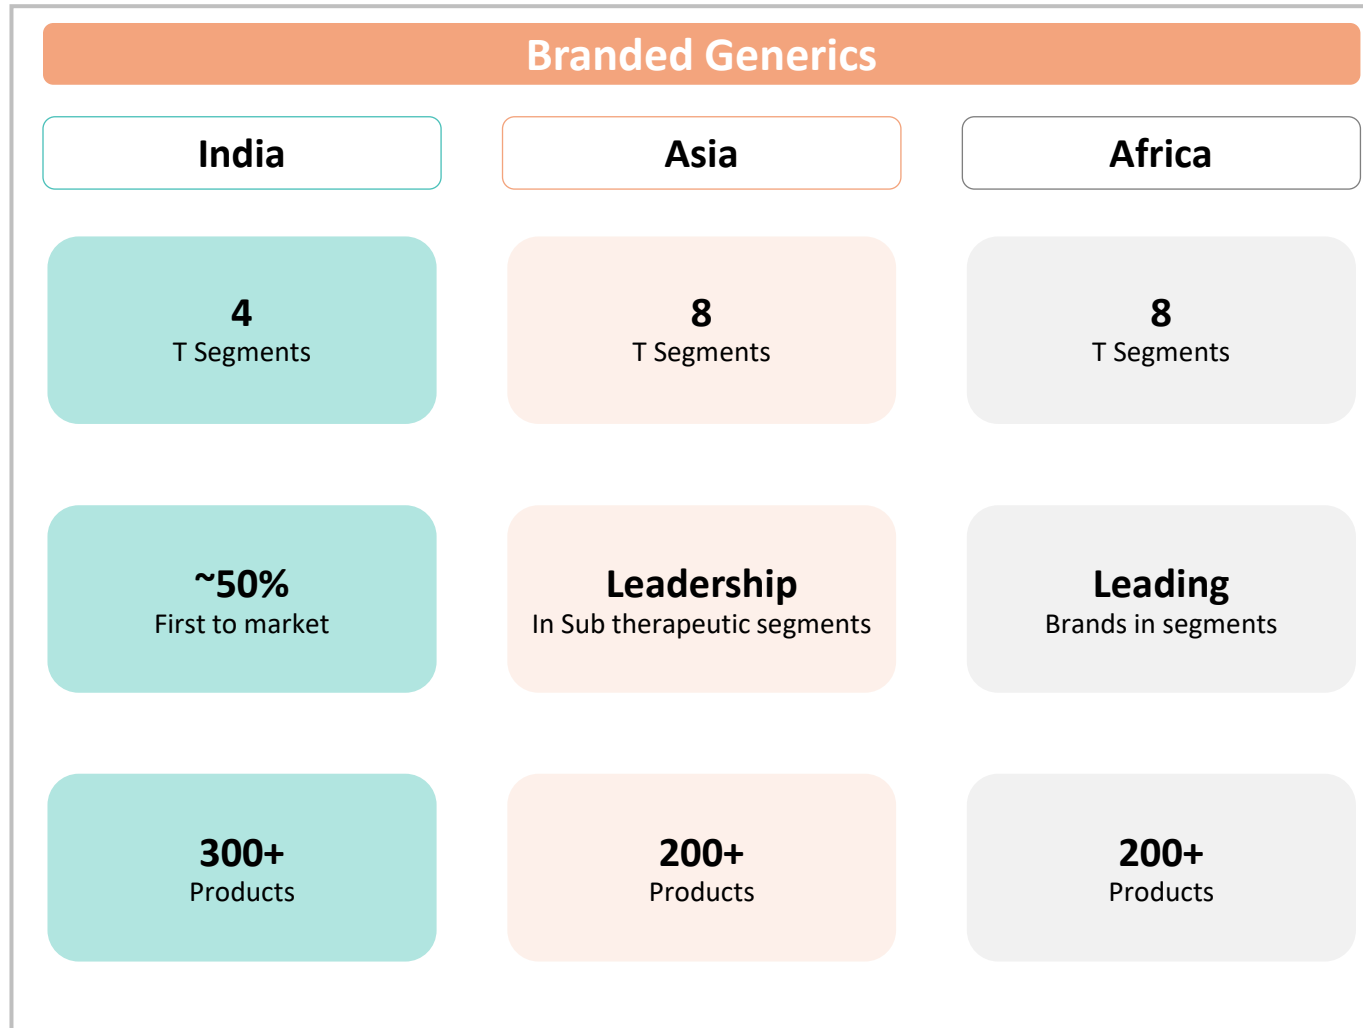 Branded Generics
India
Asia
Africa
4
T Segments
8
T Segments
8
T Segments
~50%
First to market
Leadership
In Sub therapeutic segments
Leading
Brands in segments
300+
Products
200+
Products
200+
Products